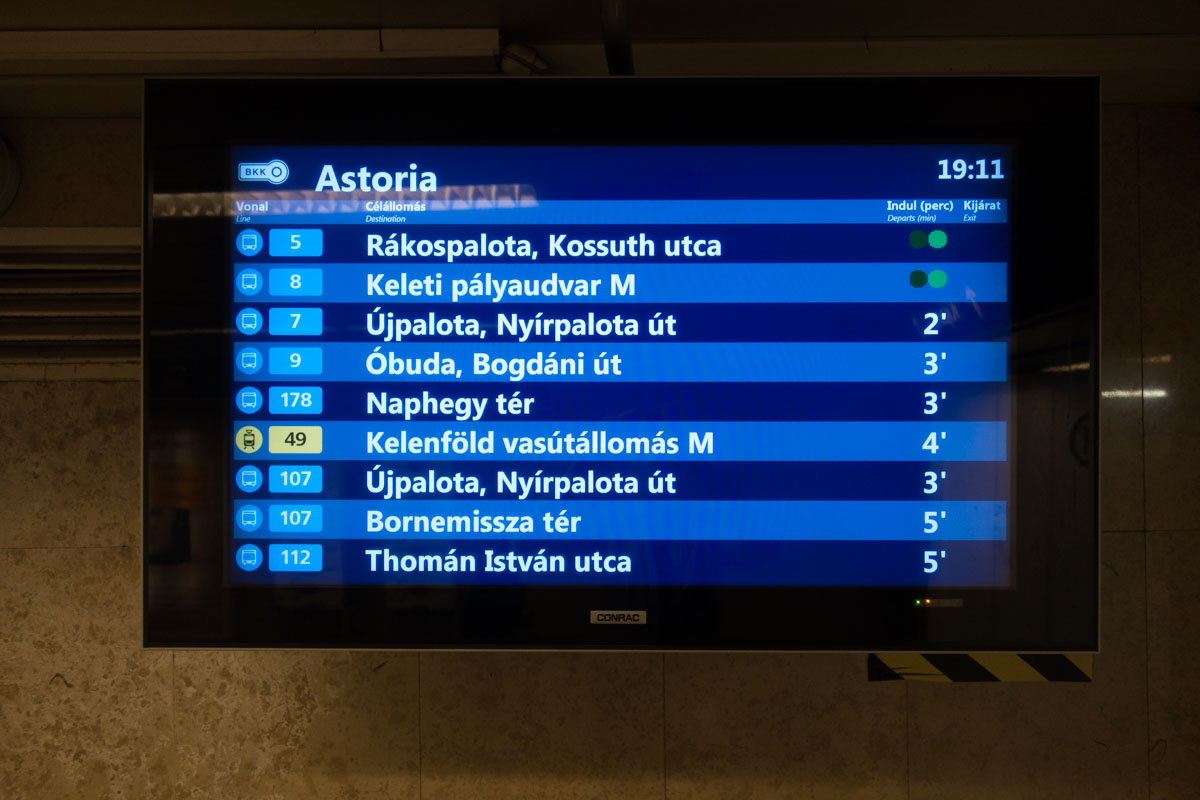 BKK Astoria 19:11
Vonal Célállomás Indul (perc) Kijárat
Line Destination Departs (min) Exit
5 Rákospalota, Kossuth utca
8 Keleti pályaudvar M
7 Újpalota, Nyírpalota út 2'
9 Óbuda, Bogdáni út 3'
178 Naphegy tér 3'
49 Kelenföld vasútállomás M 4'
107 Újpalota, Nyírpalota út 3'
107 Bornemissza tér 5'
112 Thomán István utca 5'
CONRAC